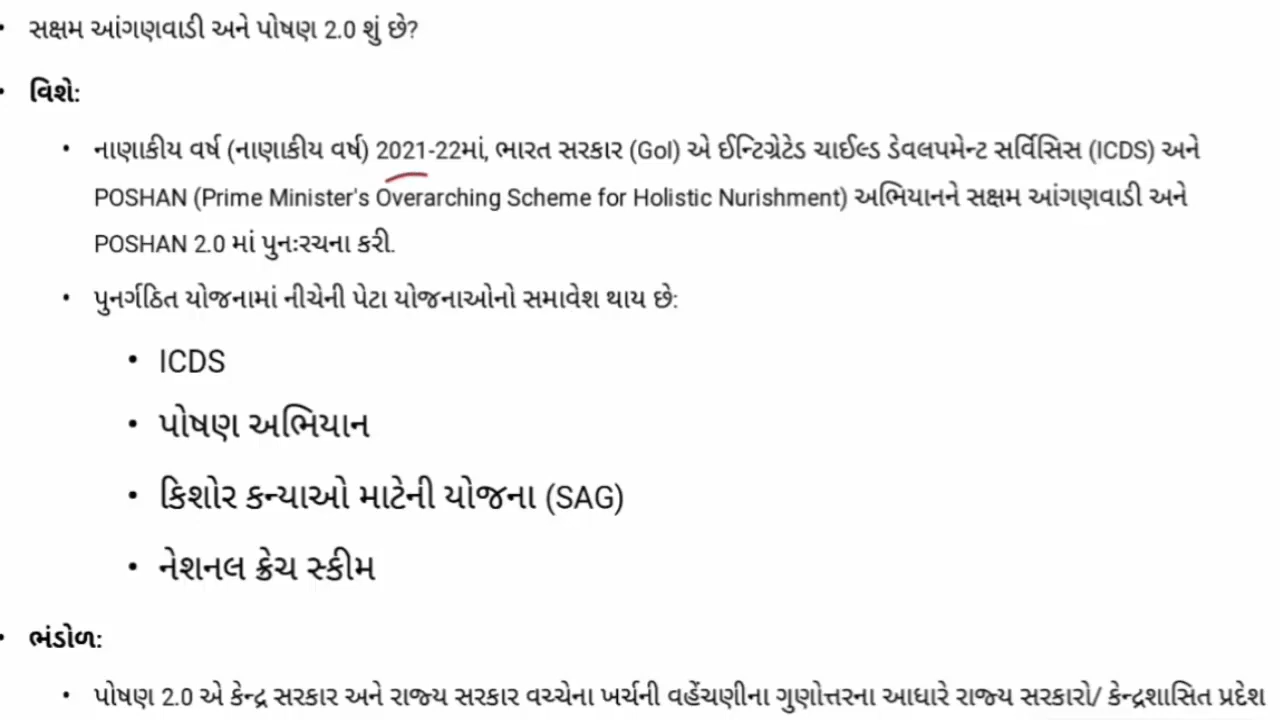 • સક્ષમ આંગણવાડી અને પોષણ 2.0 શું છે?
• વિશે:
• નાણાકીય વર્ષ (નાણાકીય વર્ષ) 2021-22માં, ભારત સરકાર (GoI) એ ઈન્ટિગ્રેટેડ ચાઈલ્ડ ડેવલપમેન્ટ સર્વિસિસ (ICDS) અને
POSHAN (Prime Minister's Overarching Scheme for Holistic Nurishment) અભિયાનને સક્ષમ આંગણવાડી અને
POSHAN 2.0 માં પુનઃરચના કરી.
• પુનર્ગઠિત યોજનામાં નીચેની પેટા યોજનાઓનો સમાવેશ થાય છે:
• ICDS
• પોષણ અભિયાન
• કિશોર કન્યાઓ માટેની યોજના (SAG)
• નેશનલ ક્રેચ સ્કીમ
• ભંડોળ:
• પોષણ 2.0 એ કેન્દ્ર સરકાર અને રાજ્ય સરકાર વચ્ચેના ખર્ચની વહેંચણીના ગુણોત્તરના આધારે રાજ્ય સરકારો/ કેન્દ્રશાસિત પ્રદેશ